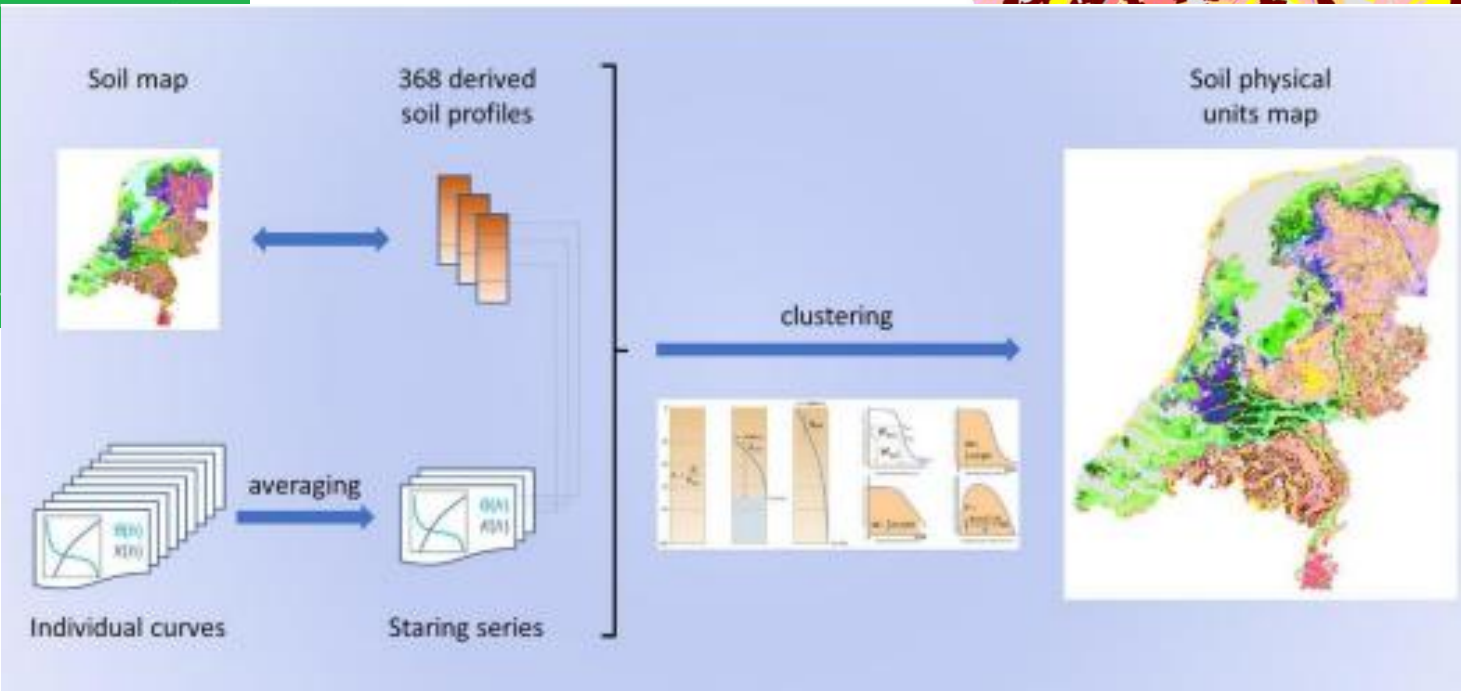 Soil map
368 derived
soil profiles
Soil physical
units map
clustering
averaging
θ(h)
K(h)
θ(h)
K(h)
Individual curves
Staring series